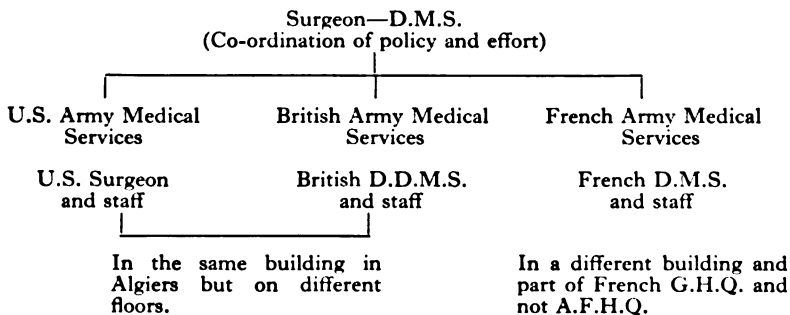 Surgeon—D.M.S.
(Co-ordination of policy and effort)
U.S. Army Medical Services
British Army Medical Services
French Army Medical Services
U.S. Surgeon and staff
British D.D.M.S. and staff
French D.M.S. and staff
In the same building in
Algiers but on different
floors.
In a different building and
part of French G.H.Q. and
not A.F.H.Q.